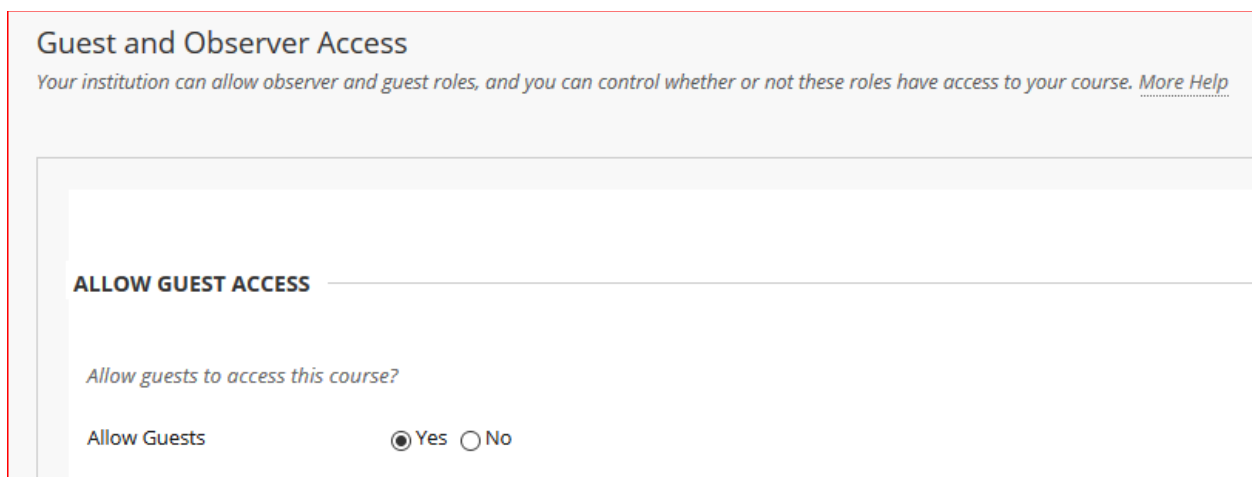 Guest and Observer Access
Your institution can allow observer and guest roles, and you can control whether or not these roles have access to your course. More Help
ALLOW GUEST ACCESS
Allow guests to access this course?
Allow Guests Yes No